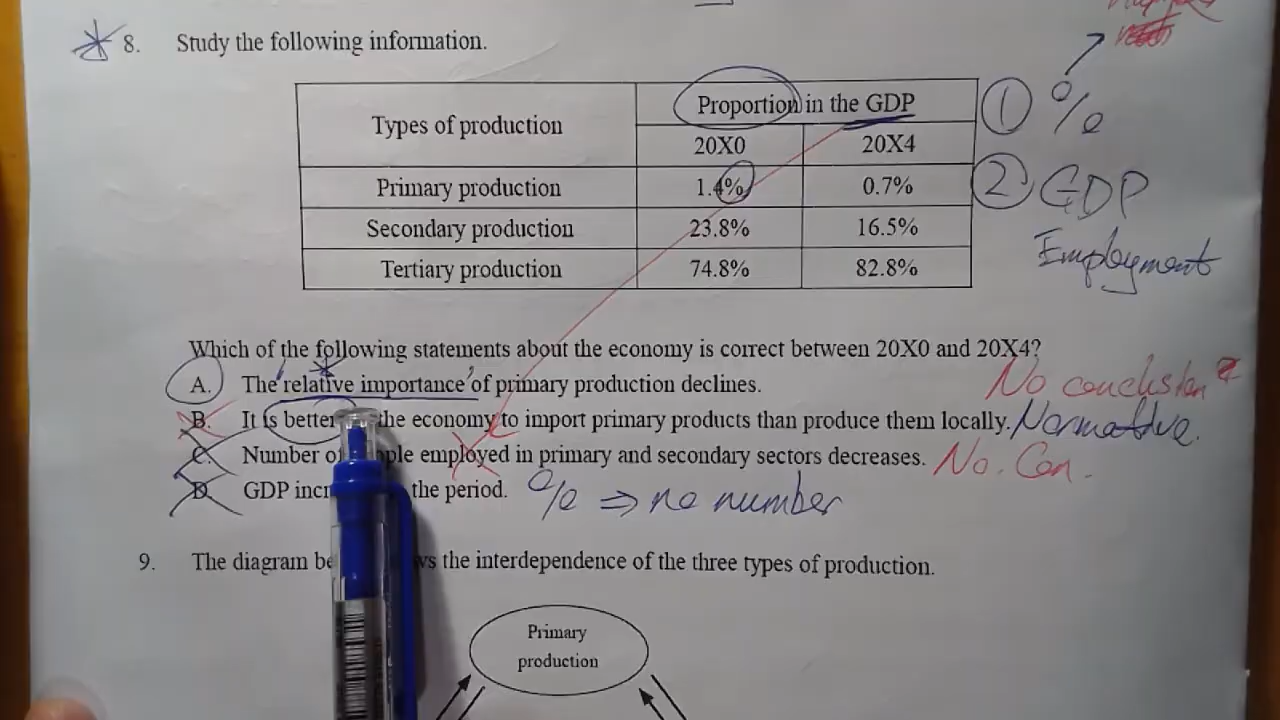 8. Study the following information.
Types of production
Proportion in the GDP
20X0 20X4
Primary production 1.4% 0.7%
Secondary production 23.8% 16.5%
Tertiary production 74.8% 82.8%
① %
② GDP
Employment
Which of the following statements about the economy is correct between 20X0 and 20X4?
A. The relative importance of primary production declines.
No conclusion
B. It is better the economy to import primary products than produce them locally. Normative.
C. Number of employed in primary and secondary sectors decreases. No. Con.
D. GDP the period. % ⇒ no number
9. The diagram the interdependence of the three types of production.
Primary
production